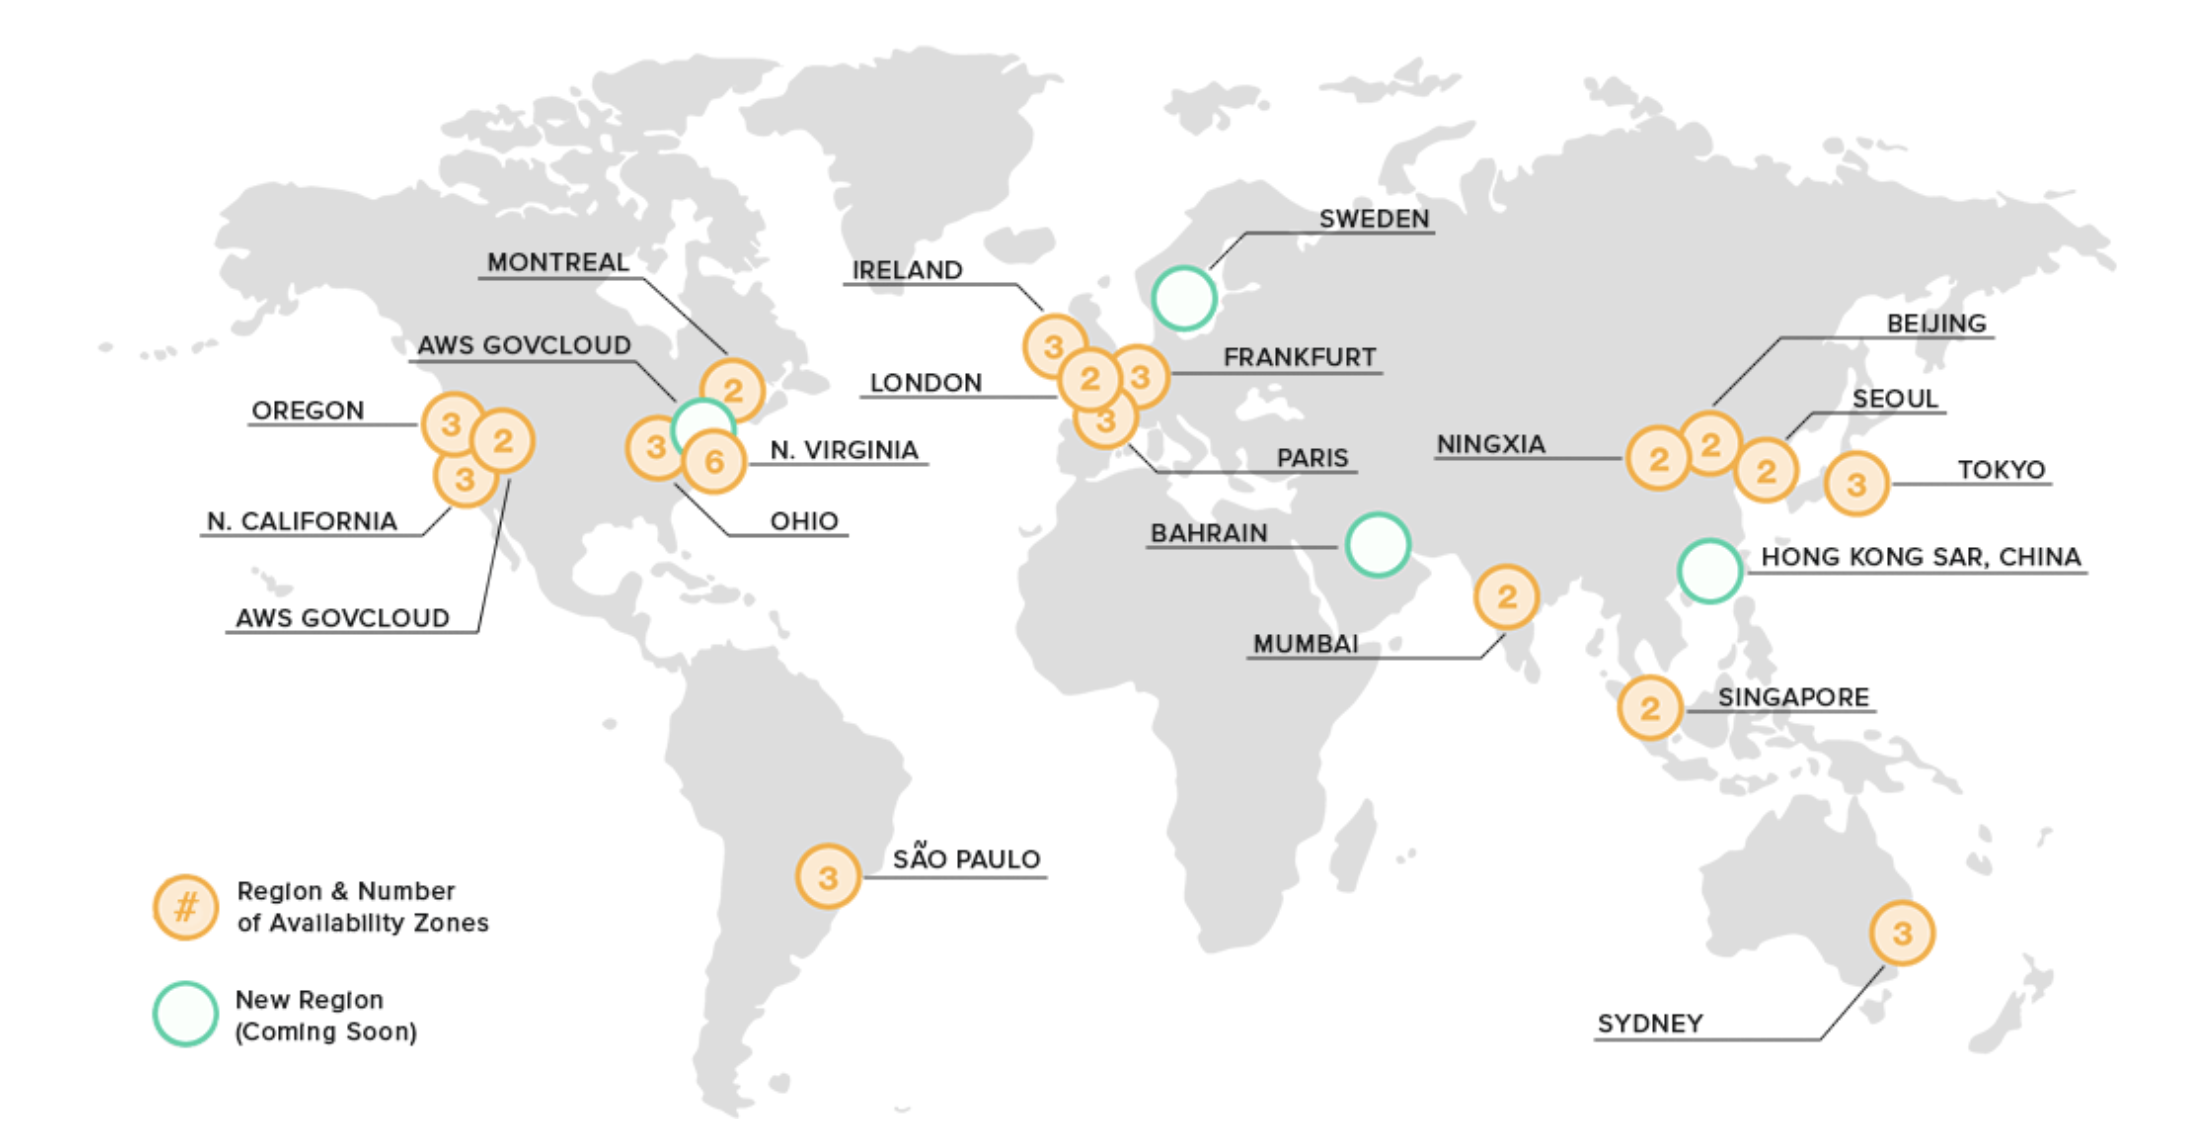 SWEDEN
MONTREAL
IRELAND
BEIJING
AWS GOVCLOUD
FRANKFURT
LONDON
SEOUL
OREGON
N. VIRGINIA
NINGXIA
PARIS
TOKYO
N. CALIFORNIA
OHIO
BAHRAIN
HONG KONG SAR, CHINA
AWS GOVCLOUD
MUMBAI
SINGAPORE
SÃO PAULO
SYDNEY
3
2
3
3
2
6
3
2
3
3
2
2
2
3
2
2
3
3
#
Region & Number
of Availability Zones
New Region
(Coming Soon)